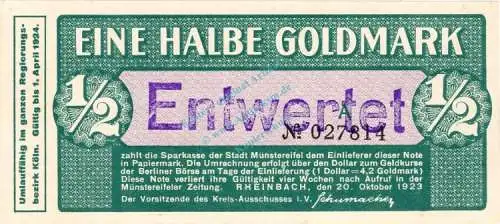 Umlauffähig im ganzen Regierungs-
bezirk Köln. Gültig bis 1. April 1924.
EINE HALBE GOLDMARK
1/2
1/2
Entwertet
A
№ 027814
zahlt die Sparkasse der Stadt Münstereifel dem Einlieferer dieser Note
in Papiermark. Die Umrechnung erfolgt über den Dollar zum Geldkurse
der Berliner Börse am Tage der Einlieferung (1 Dollar=4,2 Goldmark)
Diese Note verliert ihre Gültigkeit vier Wochen nach Aufruf in der
Münstereifeler Zeitung. RHEINBACH, den 20. Oktober 1923
Der Vorsitzende des Kreis-Ausschusses i. V. Schumacher